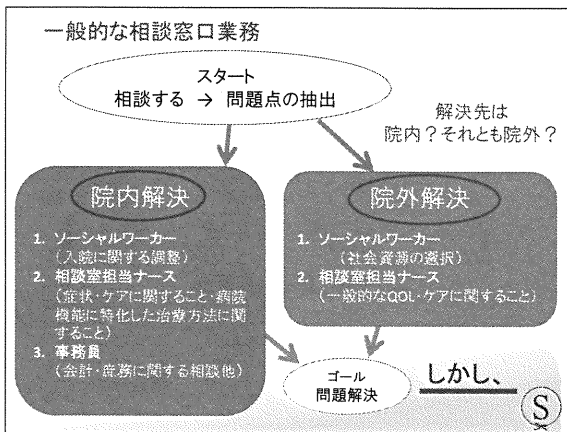 一般的な相談窓口業務
スタート
相談する → 問題点の抽出
解決先は
院内？それとも院外？
院内解決
1. ソーシャルワーカー
（入院に関する調整）
2. 相談室担当ナース
（症状・ケアに関すること・病院
機能に特化した治療方法に関
すること）
3. 事務員
（会計・庶務に関する相談他）
院外解決
1. ソーシャルワーカー
（社会資源の選択）
2. 相談室担当ナース
（一般的なQOL・ケアに関すること）
ゴール
問題解決
しかし、
S